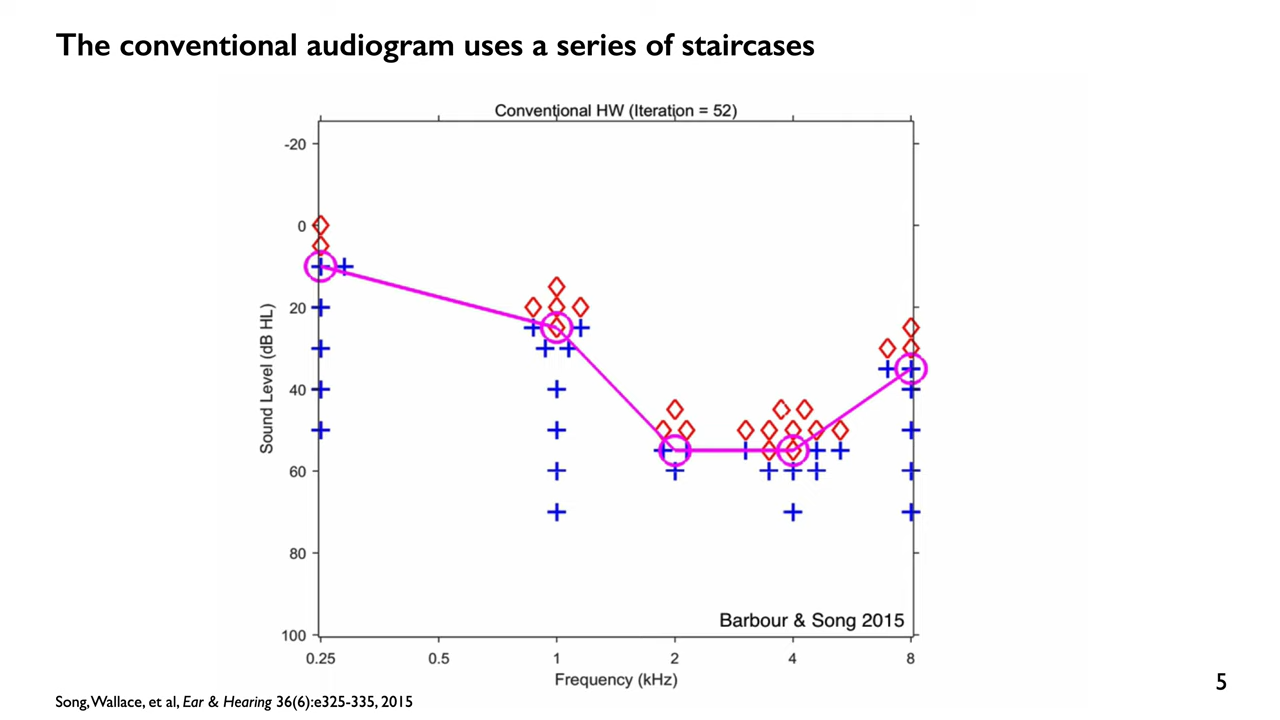 The conventional audiogram uses a series of staircases
Conventional HW (Iteration = 52)
-20
0
20
40
60
80
100
Sound Level (dB HL)
Barbour & Song 2015
0.25 0.5 1 2 4 8
Frequency (kHz)
Song, Wallace, et al, Ear & Hearing 36(6):e325-335, 2015
5